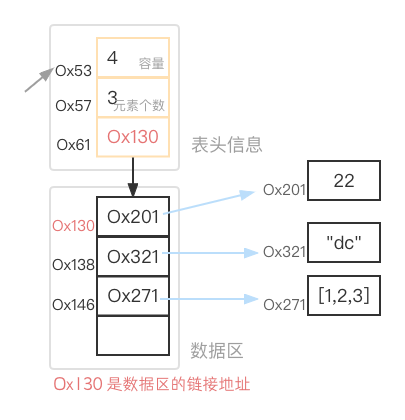 Ox53 4 容量
Ox57 3 元素个数
Ox61 Ox130
表头信息
Ox130 Ox201
Ox138 Ox321
Ox146 Ox271
数据区
Ox201 22
Ox321 "dc"
Ox271 [1,2,3]
Ox130 是数据区的链接地址